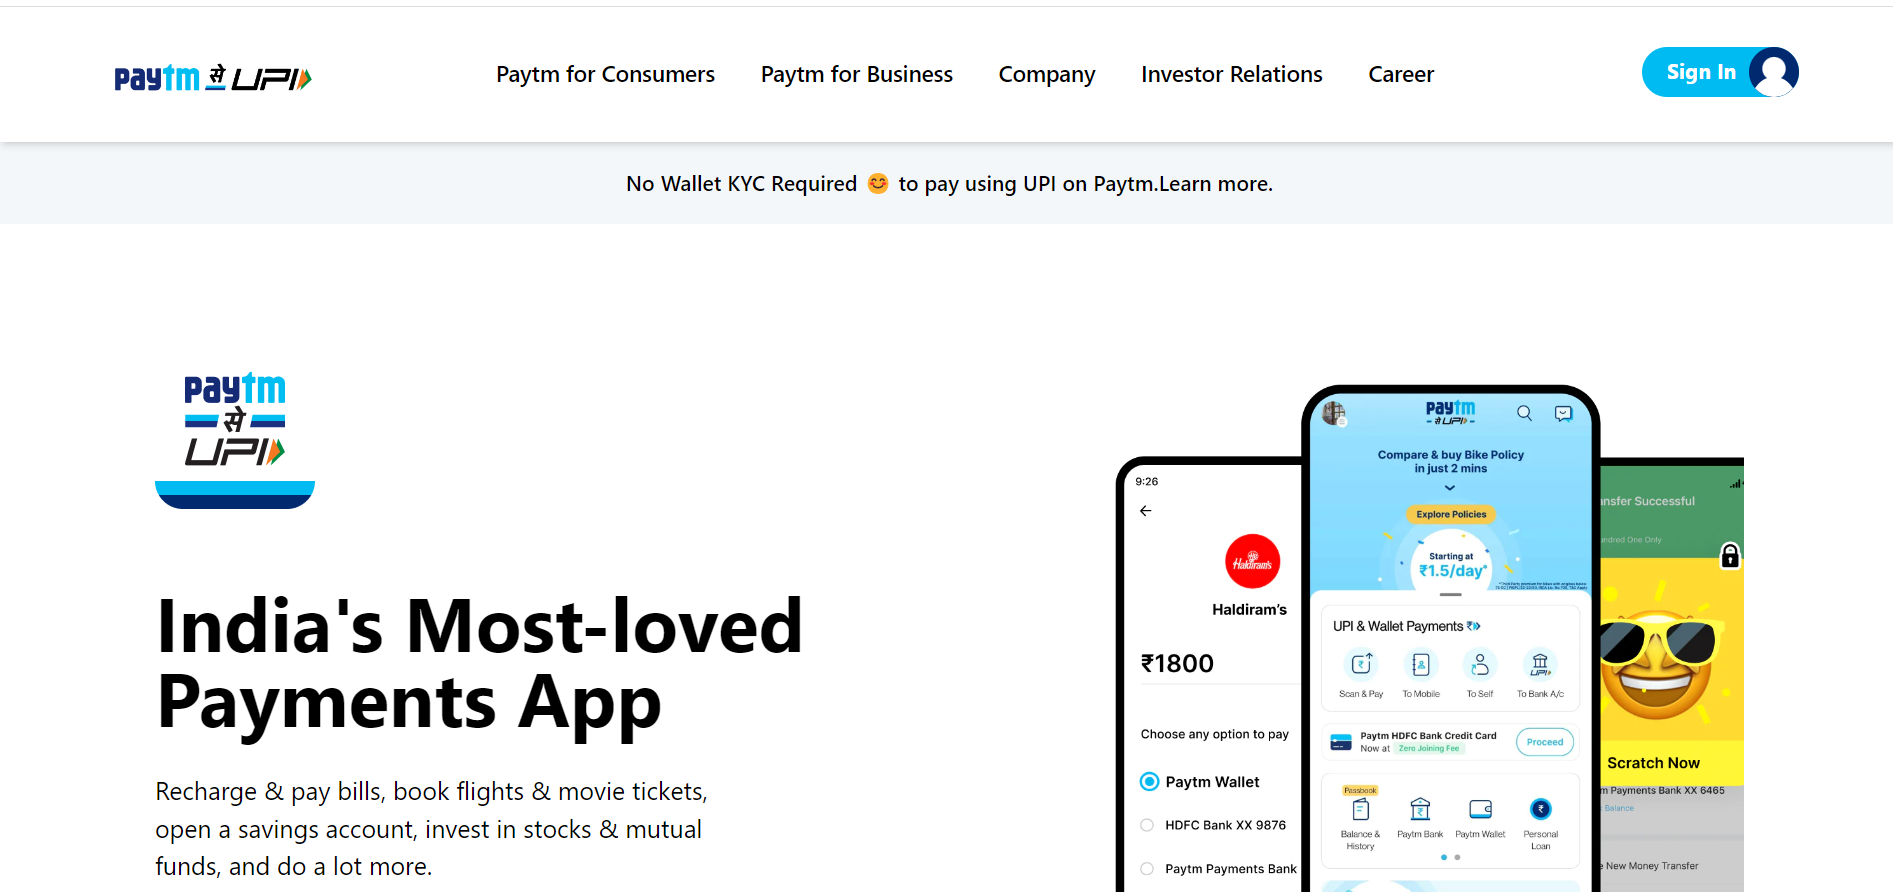 paytm से UPI
Paytm for Consumers
Paytm for Business
Company
Investor Relations
Career
Sign In
No Wallet KYC Required 😊 to pay using UPI on Paytm.Learn more.
paytm
से
UPI
India's Most-loved
Payments App
Recharge & pay bills, book flights & movie tickets,
open a savings account, invest in stocks & mutual
funds, and do a lot more.
9:26
Haldiram's
Haldiram's
₹1800
Choose any option to pay
Paytm Wallet
HDFC Bank XX 9876
Paytm Payments Bank
paytm
से UPI
Compare & buy Bike Policy
in just 2 mins
Explore Policies
Starting at
₹1.5/day*
UPI & Wallet Payments
Scan & Pay
To Mobile
To Self
UPI
To Bank A/c
Paytm HDFC Bank Credit Card
Now at Zero Joining Fee
Proceed
Passbook
Balance &
History
Paytm Bank
Paytm Wallet
Personal
Loan
nsfer Successful
undred One Only
Scratch Now
m Payments Bank XX 6465
Balance
e New Money Transfer